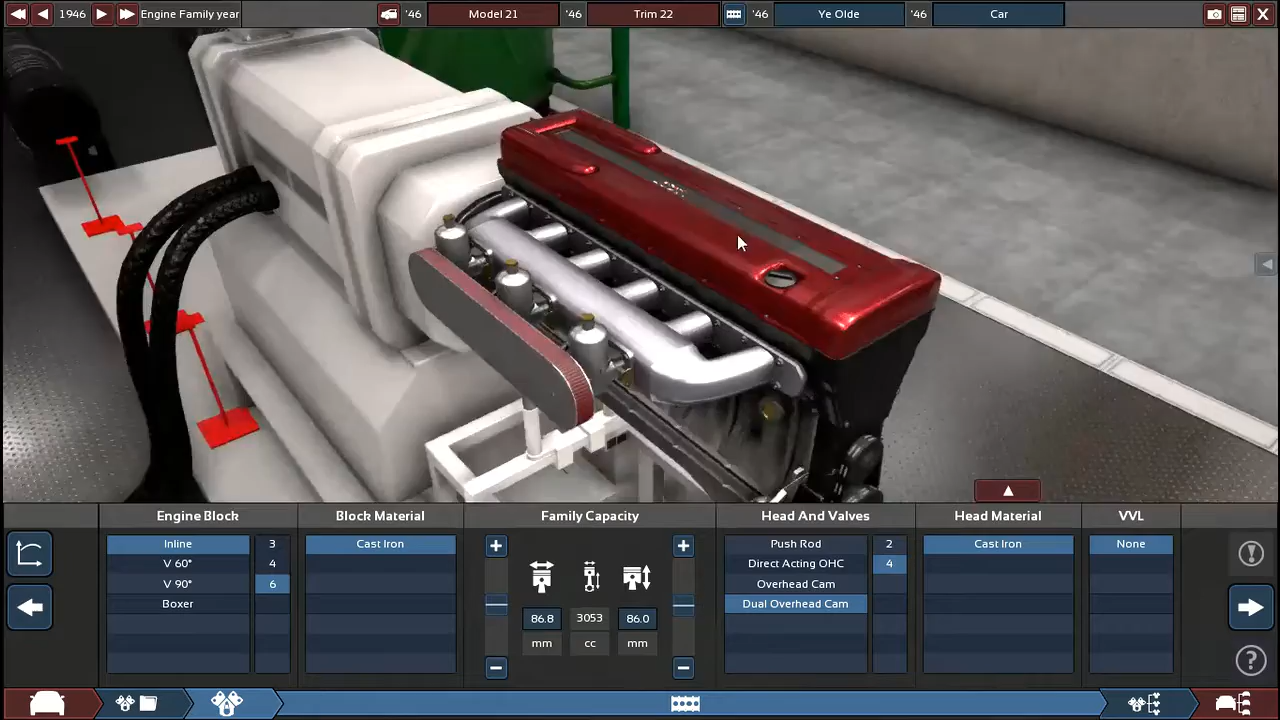 1946 Engine Family year '46 Model 21 '46 Trim 22 '46 Ye Olde '46 Car
Engine Block Block Material Family Capacity Head And Valves Head Material VVL
Inline 3 Cast Iron Push Rod 2 Cast Iron None
V 60° 4 Direct Acting OHC 4
V 90° 6 Overhead Cam
Boxer Dual Overhead Cam
86.8 3053 86.0
mm cc mm